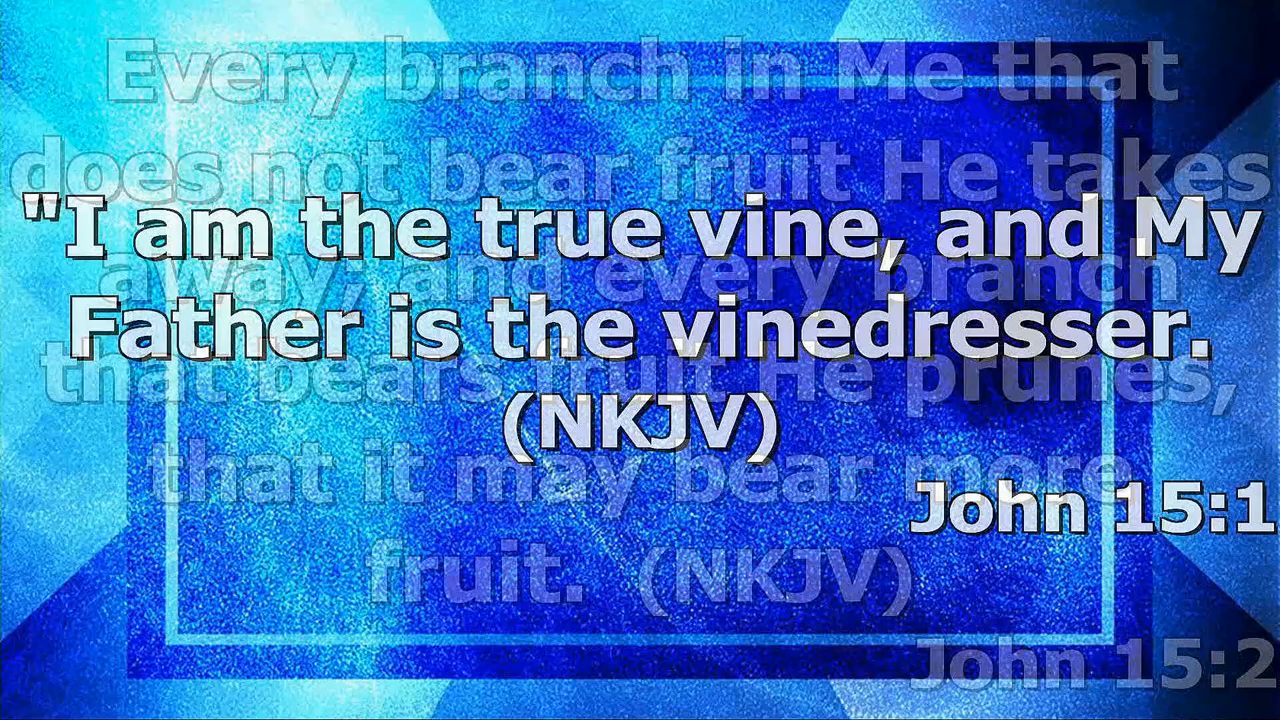 "I am the true vine, and My
Father is the vinedresser.
(NKJV)
John 15:1
Every branch in Me that
does not bear fruit He takes
away; and every branch
that bears fruit He prunes,
that it may bear more
fruit. (NKJV)
John 15:2